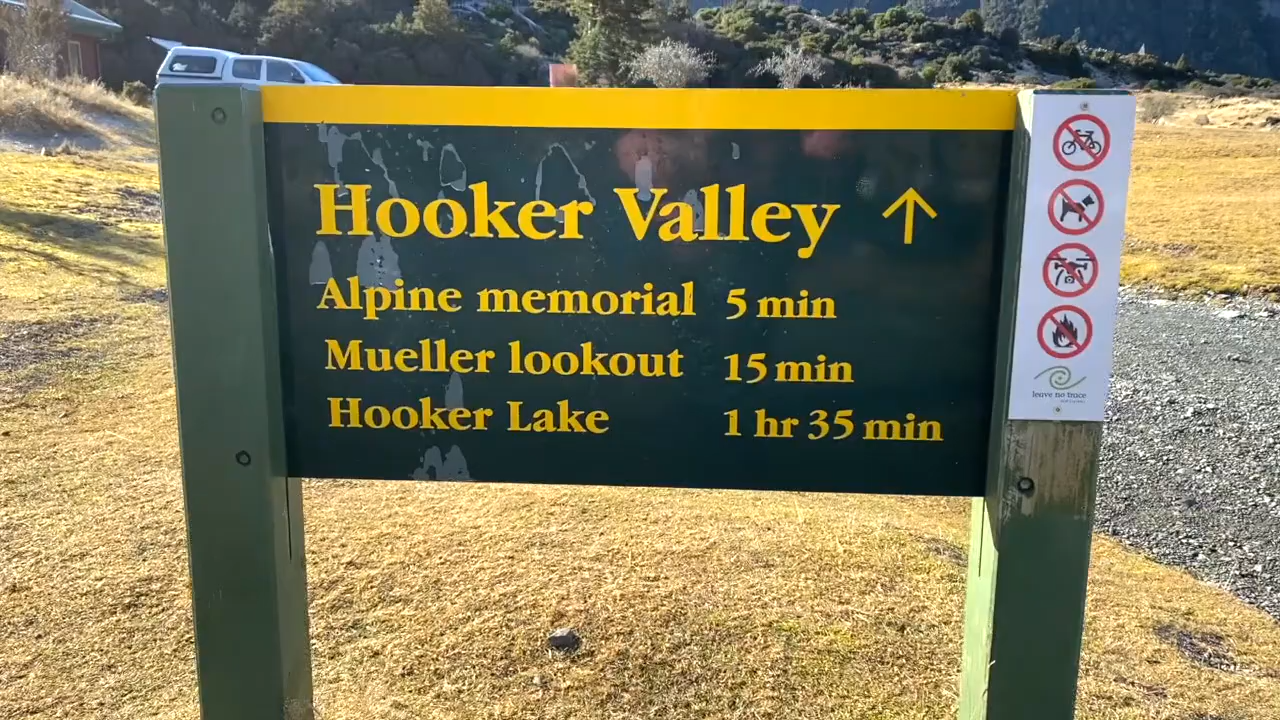 Hooker Valley ↑
Alpine memorial 5 min
Mueller lookout 15 min
Hooker Lake 1 hr 35 min
leave no trace